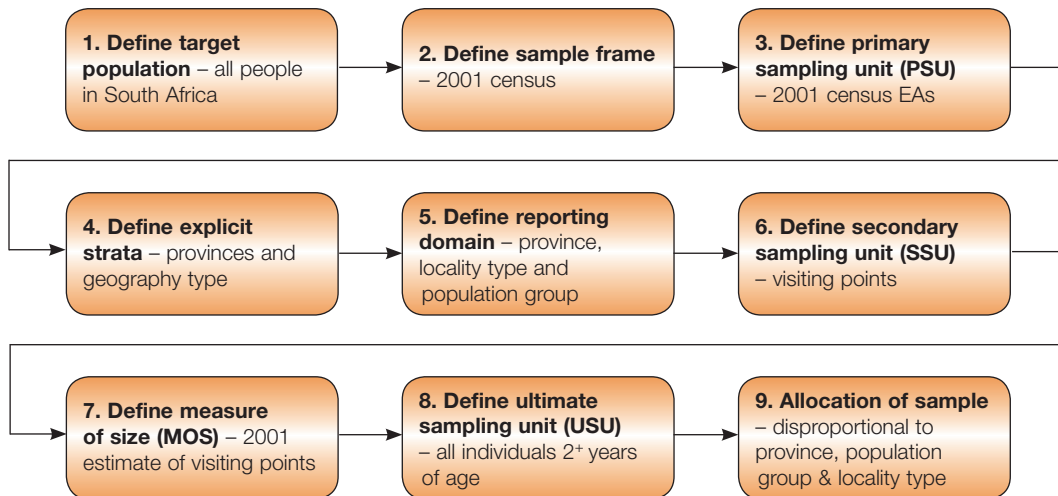 1. Define target
population – all people
in South Africa
2. Define sample frame
– 2001 census
3. Define primary
sampling unit (PSU)
– 2001 census EAs
4. Define explicit
strata – provinces and
geography type
5. Define reporting
domain – province,
locality type and
population group
6. Define secondary
sampling unit (SSU)
– visiting points
7. Define measure
of size (MOS) – 2001
estimate of visiting points
8. Define ultimate
sampling unit (USU)
– all individuals 2⁺ years
of age
9. Allocation of sample
– disproportional to
province, population
group & locality type